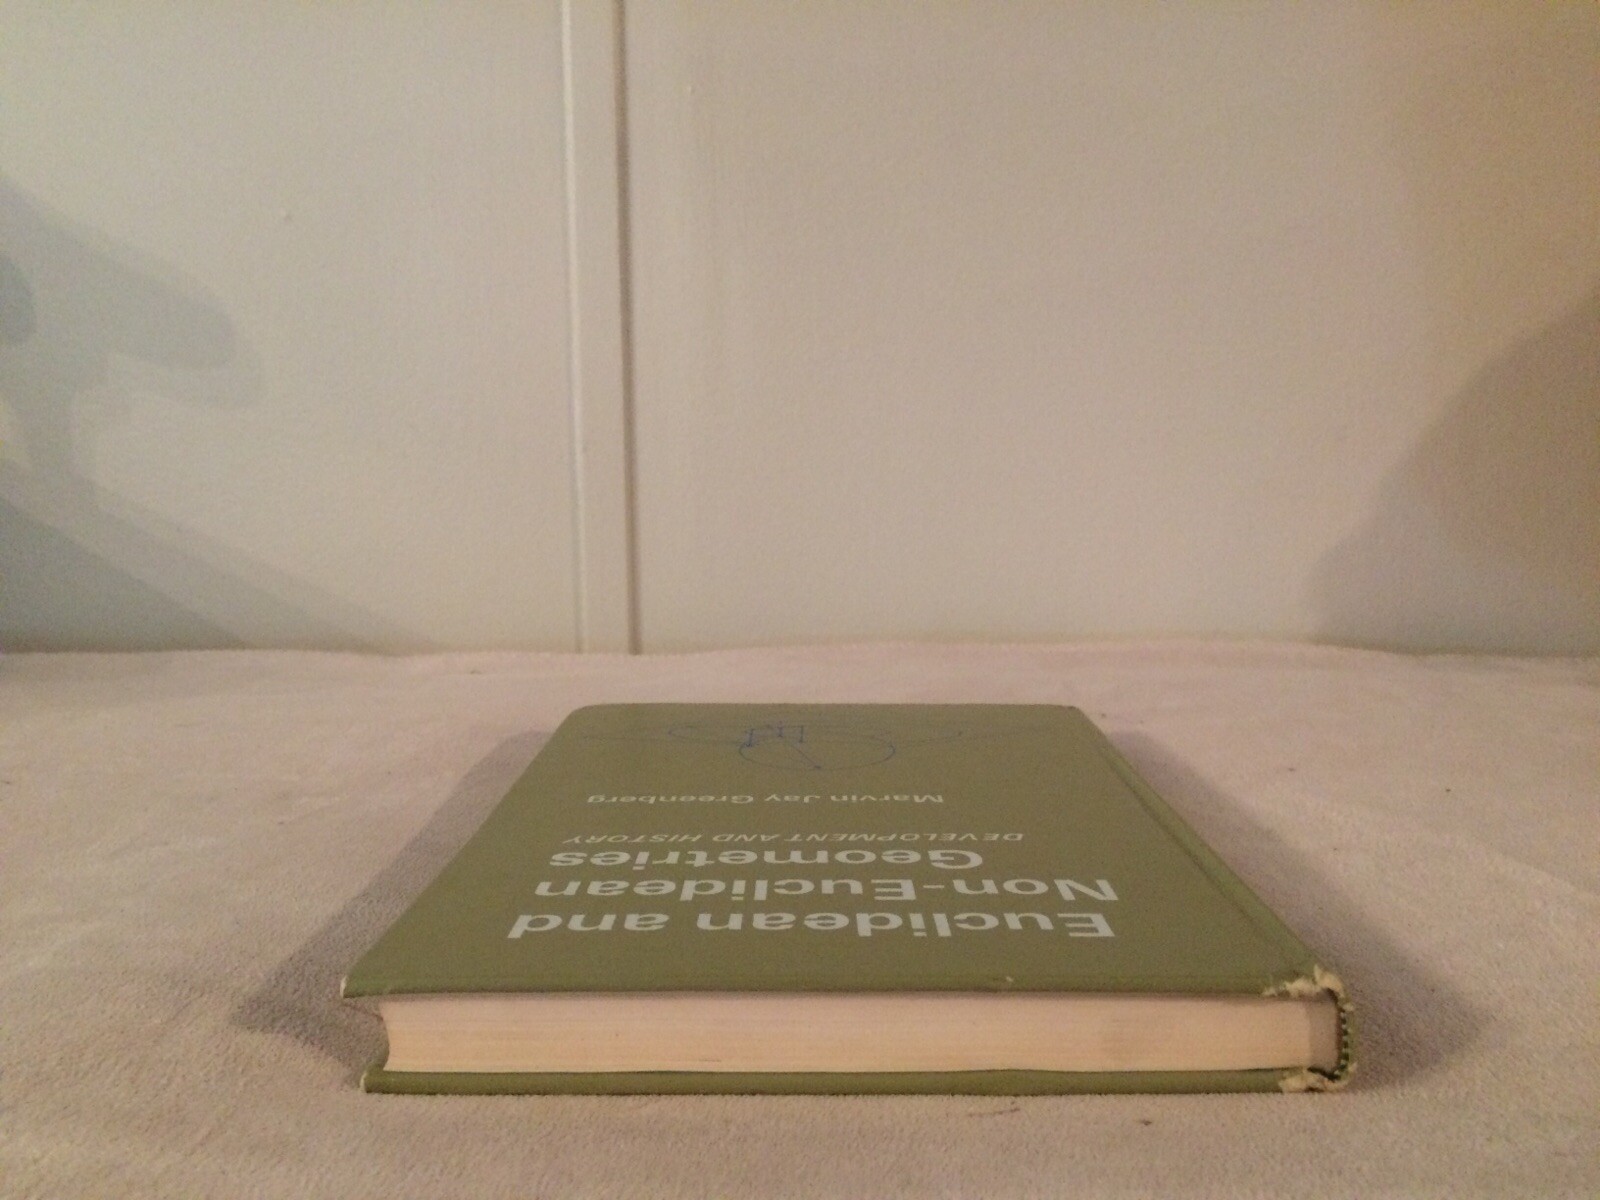 Euclidean and
Non-Euclidean
Geometries
DEVELOPMENT AND HISTORY
Marvin Jay Greenberg